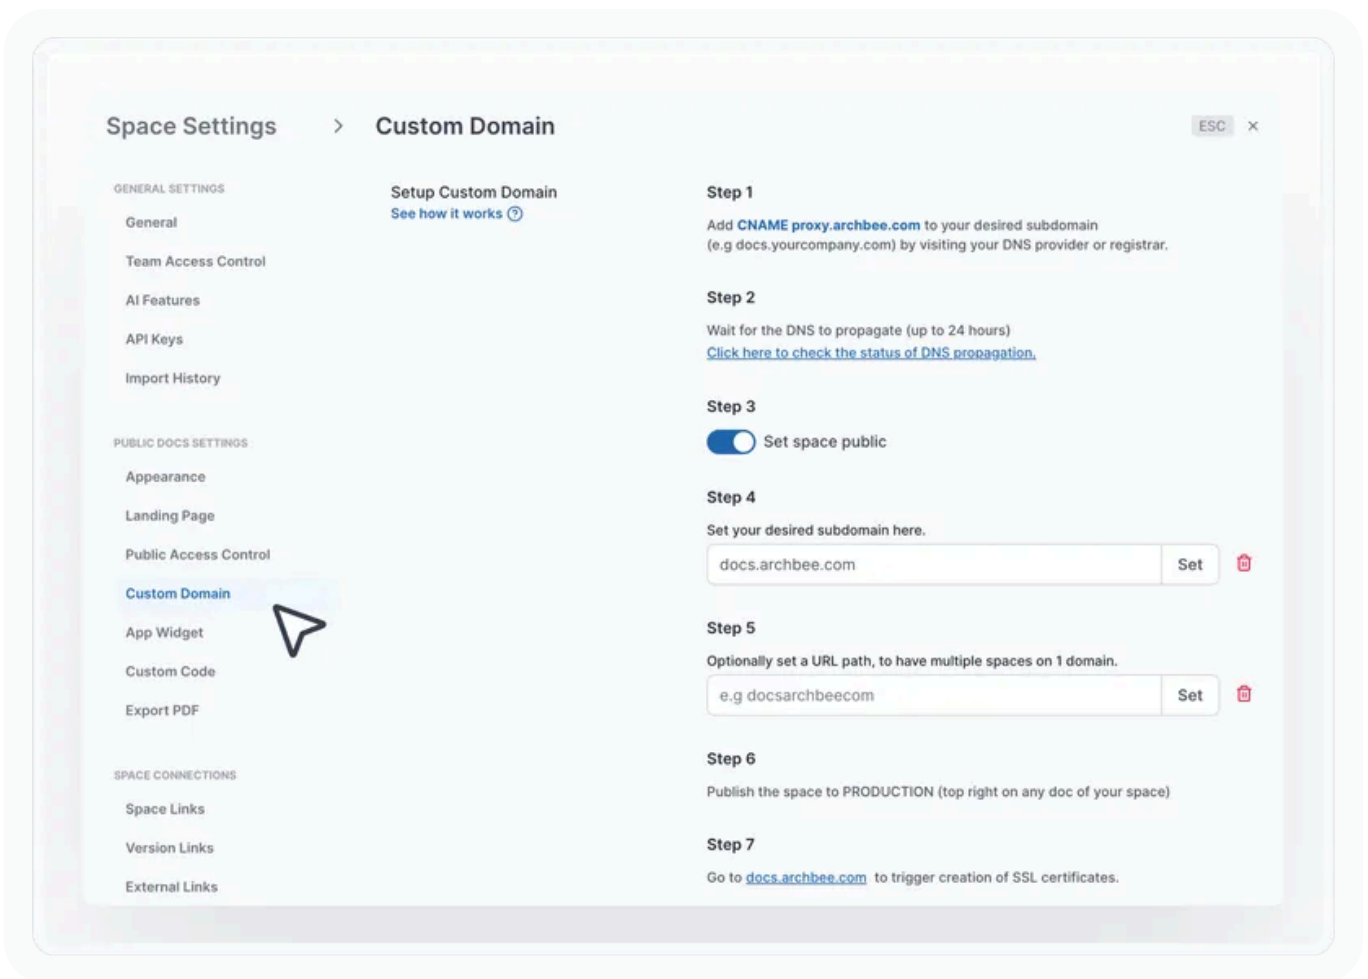 Space Settings > Custom Domain ESC ×
GENERAL SETTINGS
General
Team Access Control
AI Features
API Keys
Import History
PUBLIC DOCS SETTINGS
Appearance
Landing Page
Public Access Control
Custom Domain
App Widget
Custom Code
Export PDF
SPACE CONNECTIONS
Space Links
Version Links
External Links
Setup Custom Domain
See how it works ?
Step 1
Add CNAME proxy.archbee.com to your desired subdomain
(e.g docs.yourcompany.com) by visiting your DNS provider or registrar.
Step 2
Wait for the DNS to propagate (up to 24 hours)
Click here to check the status of DNS propagation.
Step 3
Set space public
Step 4
Set your desired subdomain here.
docs.archbee.com Set
Step 5
Optionally set a URL path, to have multiple spaces on 1 domain.
e.g docsarchbeecom Set
Step 6
Publish the space to PRODUCTION (top right on any doc of your space)
Step 7
Go to docs.archbee.com to trigger creation of SSL certificates.